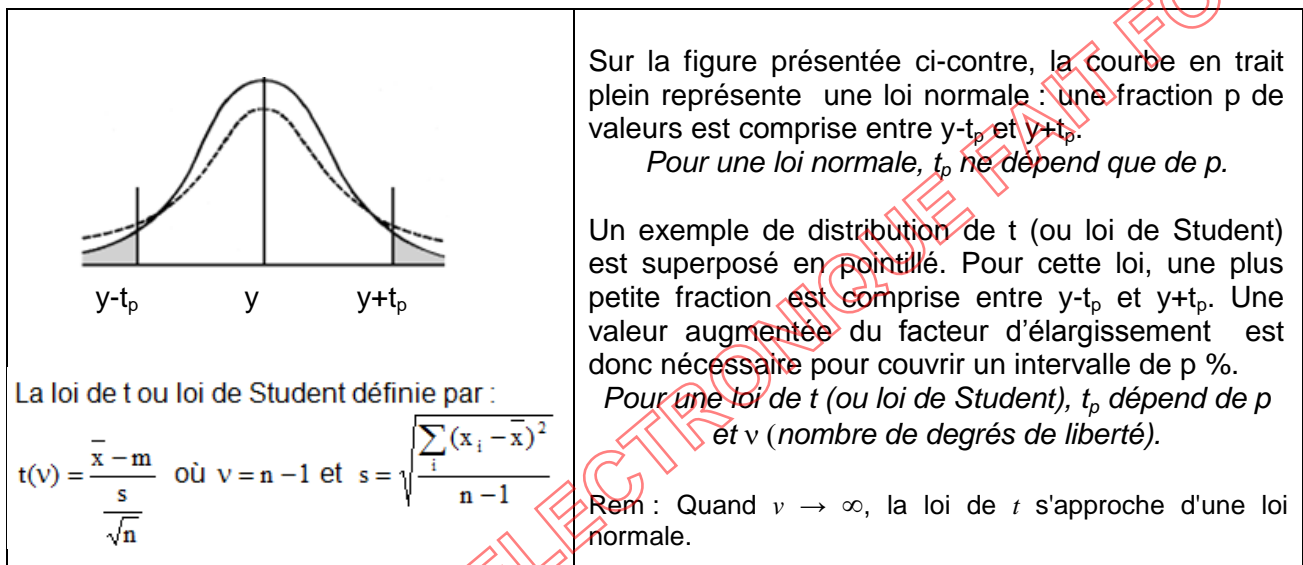 y-tp y y+tp
La loi de t ou loi de Student définie par :
t(ν) = (x̄ − m) / (s / √n) où ν = n − 1 et s = √(∑i (xi − x̄)² / (n − 1))
Sur la figure présentée ci-contre, la courbe en trait
plein représente une loi normale : une fraction p de
valeurs est comprise entre y-tp et y+tp.
Pour une loi normale, tp ne dépend que de p.
Un exemple de distribution de t (ou loi de Student)
est superposé en pointillé. Pour cette loi, une plus
petite fraction est comprise entre y-tp et y+tp. Une
valeur augmentée du facteur d'élargissement est
donc nécessaire pour couvrir un intervalle de p %.
Pour une loi de t (ou loi de Student), tp dépend de p
et ν (nombre de degrés de liberté).
Rem : Quand ν → ∞, la loi de t s'approche d'une loi
normale.
ELECTRONIQUE FAIT FO